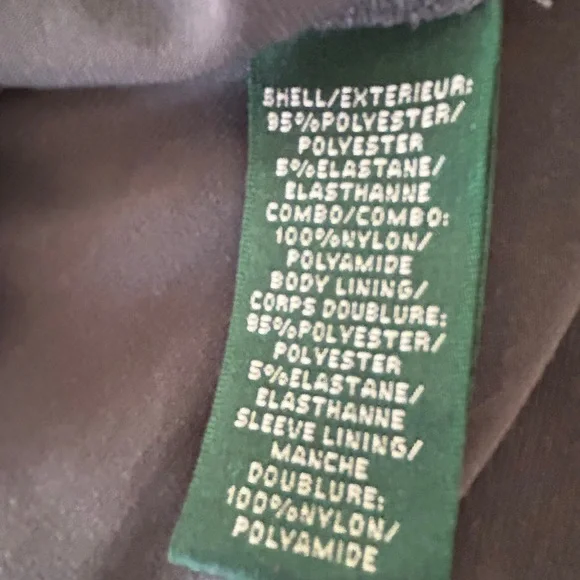 SHELL/EXTERIEUR:
95%POLYESTER/
POLYESTER
5%ELASTANE/
ELASTHANNE
COMBO/COMBO:
100%NYLON/
POLYAMIDE
BODY LINING/
CORPS DOUBLURE:
95%POLYESTER/
POLYESTER
5%ELASTANE/
ELASTHANNE
SLEEVE LINING/
MANCHE
DOUBLURE:
100%NYLON/
POLYAMIDE